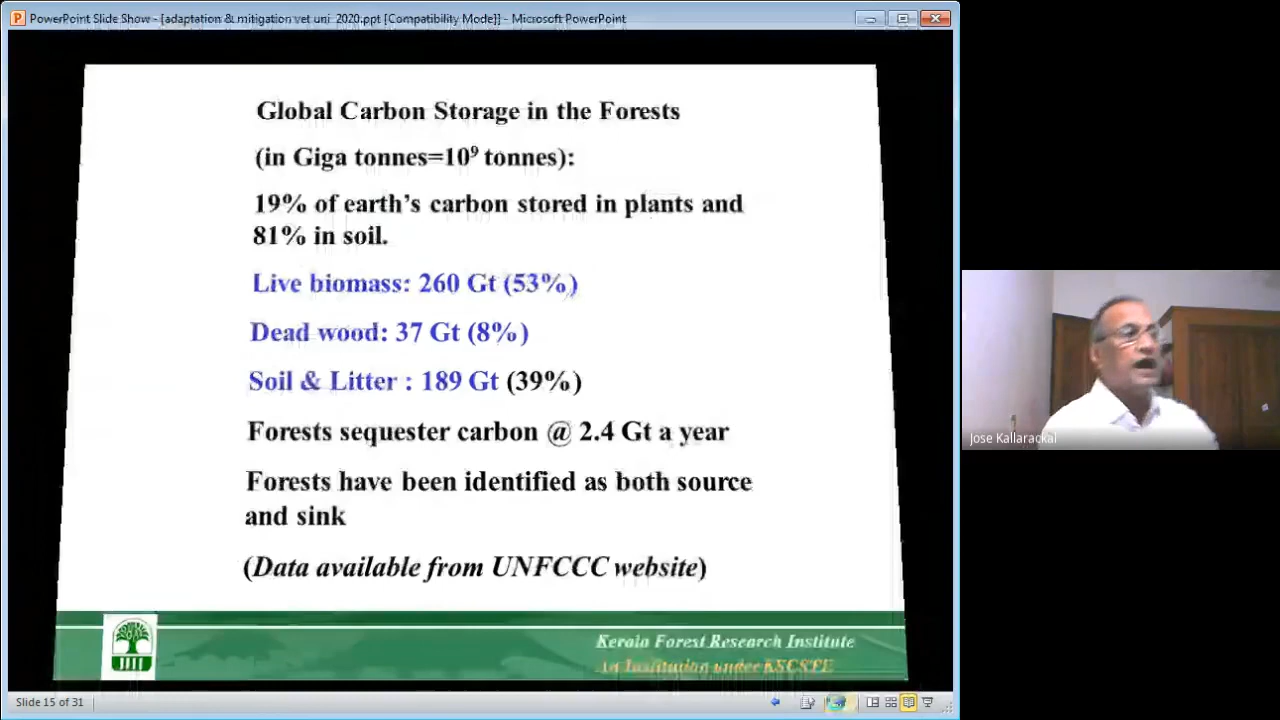 PowerPoint Slide Show - [adaptation & mitigation vet uni 2020.ppt [Compatibility Mode]] - Microsoft PowerPoint
Global Carbon Storage in the Forests
(in Giga tonnes=10⁹ tonnes):
19% of earth's carbon stored in plants and
81% in soil.
Live biomass: 260 Gt (53%)
Dead wood: 37 Gt (8%)
Soil & Litter : 189 Gt (39%)
Forests sequester carbon @ 2.4 Gt a year
Forests have been identified as both source
and sink
(Data available from UNFCCC website)
Kerala Forest Research Institute
An Institution under KSCSTE
Jose Kallarackal
Slide 15 of 31